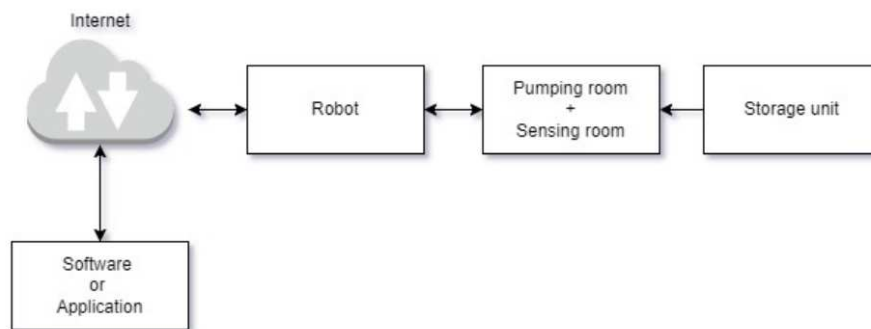 Internet
Robot
Pumping room
+
Sensing room
Storage unit
Software
or
Application